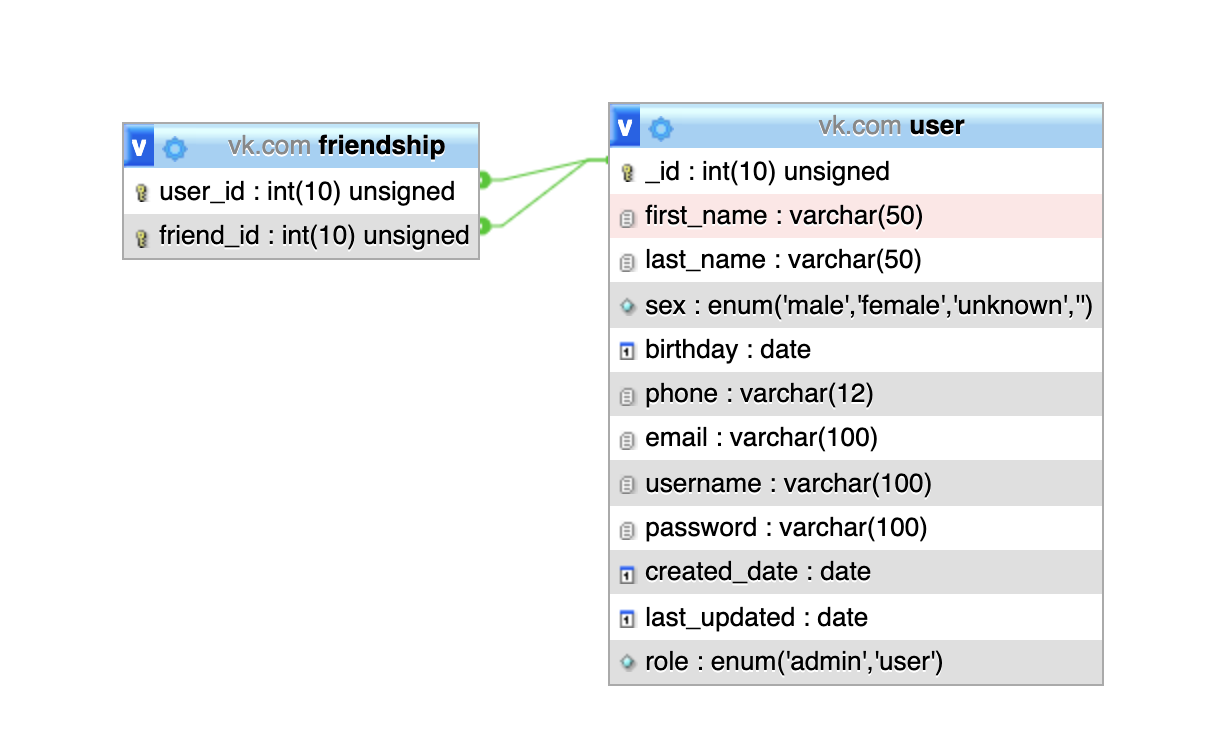 v vk.com friendship
user_id : int(10) unsigned
friend_id : int(10) unsigned
v vk.com user
_id : int(10) unsigned
first_name : varchar(50)
last_name : varchar(50)
sex : enum('male','female','unknown','')
birthday : date
phone : varchar(12)
email : varchar(100)
username : varchar(100)
password : varchar(100)
created_date : date
last_updated : date
role : enum('admin','user')